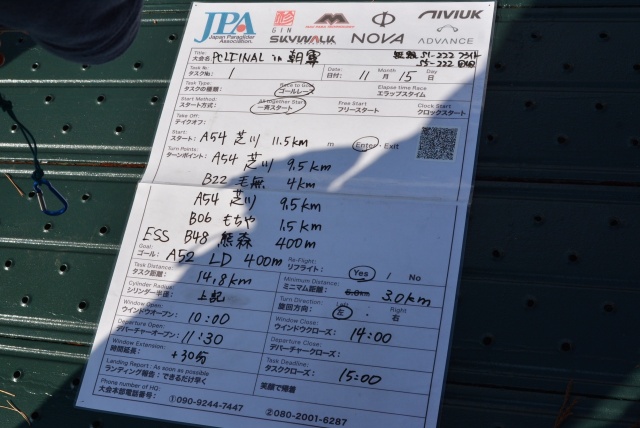 JPA
Japan Paraglider Association.
GIN
SKYWALK
NOVA
NIVIUK
ADVANCE
Title:
大会名 PCLFINAL in 朝霧
51-222
55-222
Task No:
タスク№: 1
Date:
日付: 11 Month 月 15 Day 日
Task Type:
タスクの種類:
Race to Goal
ゴールレース
Elapse time Race
エラップスタイム
Start Method:
スタート方式:
All together Start
一斉スタート
Free Start
フリースタート
Clock Start
クロックスタート
Take Off:
テイクオフ:
Start:
スタート: A54 芝川 11.5km m Enter・Exit
Turn Points:
ターンポイント: A54 芝川 9.5km
B22 毛無 4km
A54 芝川 9.5km
B06 もちや 1.5km
ESS B48 熊森 400m
Goal:
ゴール: A52 LD 400m
Re-Flight:
リフライト: Yes / No
Task Distance:
タスク距離: 14.8km
Minimum Distance:
ミニマム距離: 3.0km
Cylinder Radius:
シリンダー半径: 上記
Turn Direction:
旋回方向: 左 ・ 右
Window Open:
ウインドウオープン: 10:00
Window Close:
ウインドウクローズ: 14:00
Departure Open:
デパーチャーオープン: 11:30
Departure Close:
デパーチャクローズ:
Window Extension:
時間延長: +30分
Task Deadline:
タスククローズ: 15:00
Landing Report: As soon as possible
ランディング報告: できるだけ早く
笑顔で帰着
Phone number of HQ:
大会本部電話番号: ①090-9244-7447 ②080-2001-6287